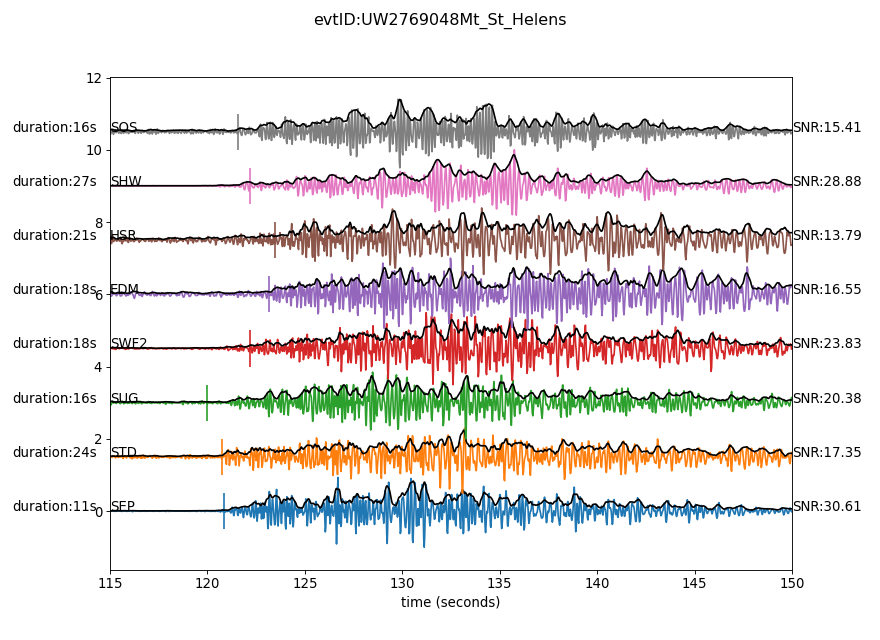 evtID:UW2769048Mt_St_Helens
12
duration:16s SOS SNR:15.41
10
duration:27s SHW SNR:28.88
8
duration:21s HSR SNR:13.79
duration:18s EDM SNR:16.55
6
duration:18s SWF2 SNR:23.83
4
duration:16s SUG SNR:20.38
2
duration:24s STD SNR:17.35
duration:11s SEP SNR:30.61
0
115 120 125 130 135 140 145 150
time (seconds)